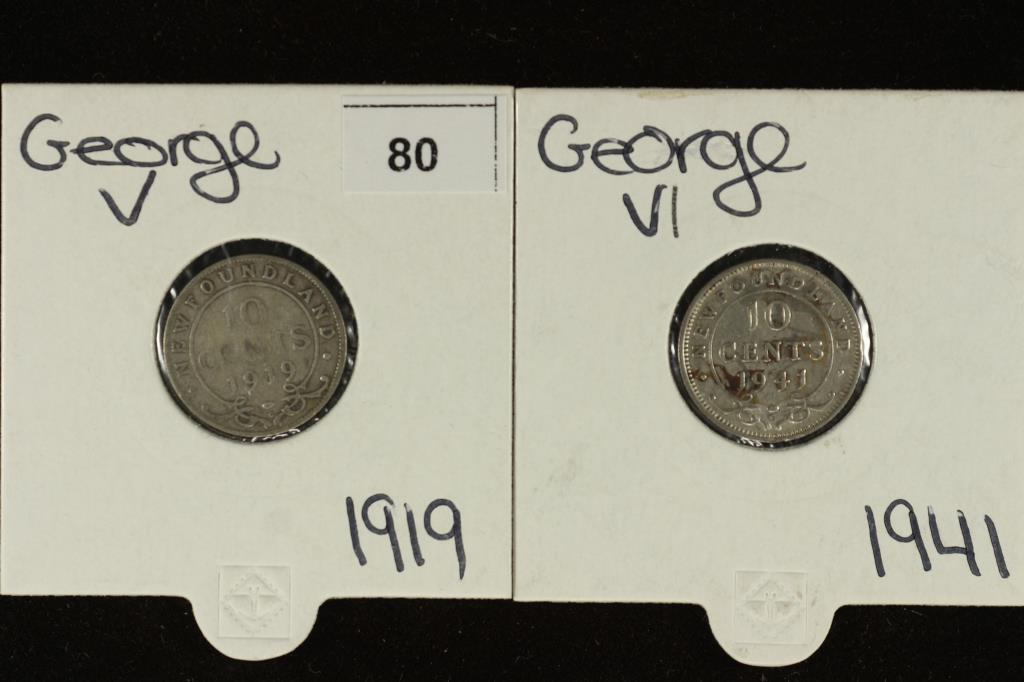 George
V
80
NEWFOUNDLAND
10
CENTS
1919
1919
George
VI
NEWFOUNDLAND
10
CENTS
1941
1941